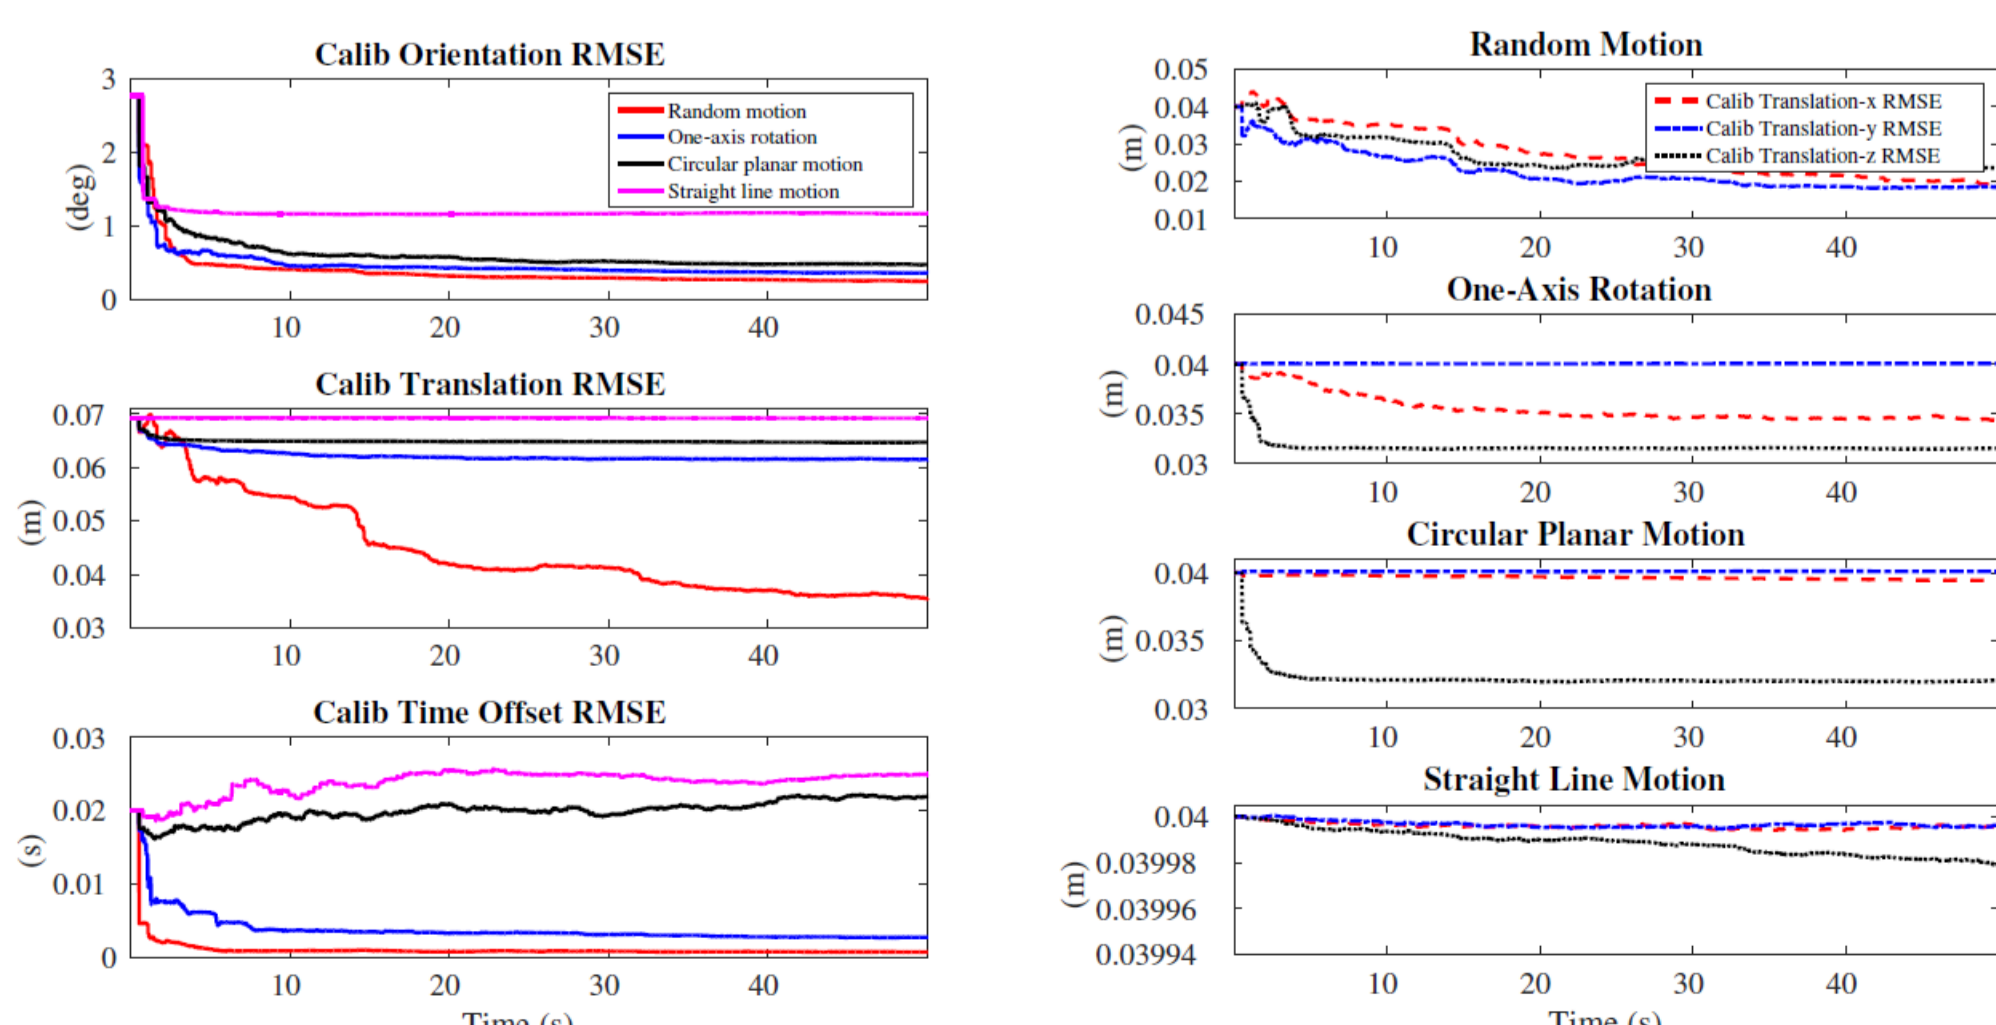 Calib Orientation RMSE
3
2
1
0
(deg)
Random motion
One-axis rotation
Circular planar motion
Straight line motion
10 20 30 40
Calib Translation RMSE
0.07
0.06
0.05
0.04
0.03
(m)
10 20 30 40
Calib Time Offset RMSE
0.03
0.02
0.01
0
(s)
10 20 30 40
Time (s)
Random Motion
0.05
0.04
0.03
0.02
0.01
(m)
Calib Translation-x RMSE
Calib Translation-y RMSE
Calib Translation-z RMSE
10 20 30 40
One-Axis Rotation
0.045
0.04
0.035
0.03
(m)
10 20 30 40
Circular Planar Motion
0.04
0.035
0.03
(m)
10 20 30 40
Straight Line Motion
0.04
0.03998
0.03996
0.03994
(m)
10 20 30 40
Time (s)